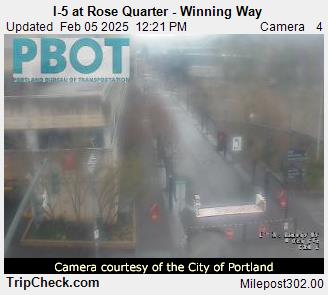 I-5 at Rose Quarter - Winning Way
Updated Feb 05 2025 12:21 PM Camera 4
PBOT
PORTLAND BUREAU OF TRANSPORTATION
Camera courtesy of the City of Portland
TripCheck.com Milepost302.00